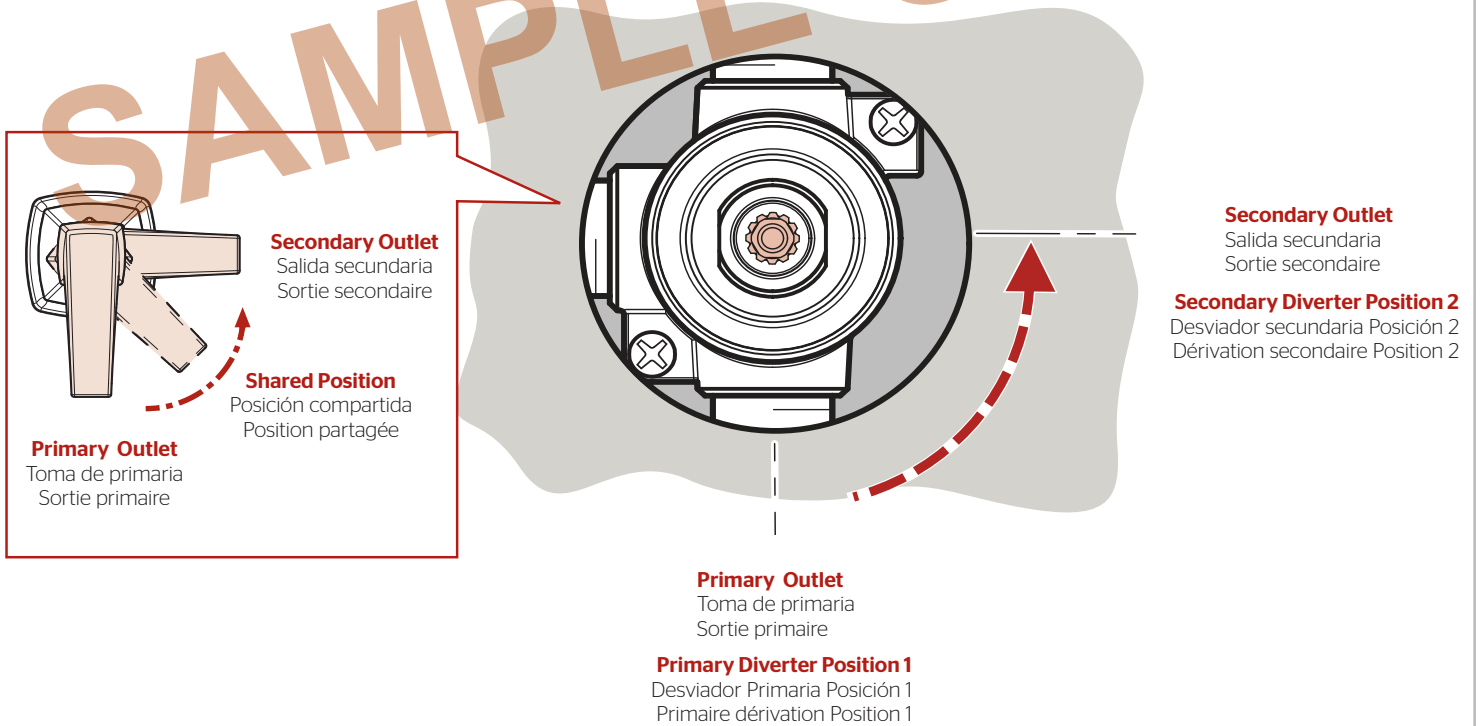 SAMPLE
Secondary Outlet
Salida secundaria
Sortie secondaire
Shared Position
Posición compartida
Position partagée
Primary Outlet
Toma de primaria
Sortie primaire
Secondary Outlet
Salida secundaria
Sortie secondaire
Secondary Diverter Position 2
Desviador secundaria Posición 2
Dérivation secondaire Position 2
Primary Outlet
Toma de primaria
Sortie primaire
Primary Diverter Position 1
Desviador Primaria Posición 1
Primaire dérivation Position 1